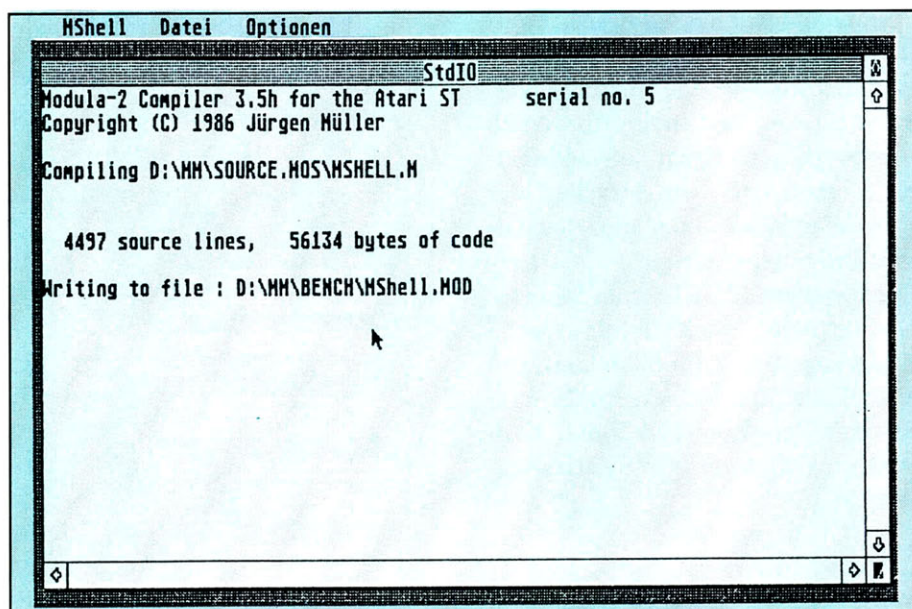 MShell Datei Optionen
StdIO
Modula-2 Compiler 3.5h for the Atari ST serial no. 5
Copyright (C) 1986 Jürgen Müller
Compiling D:\MM\SOURCE.MOS\MSHELL.M
4497 source lines, 56134 bytes of code
Writing to file : D:\MM\BENCH\MShell.MOD